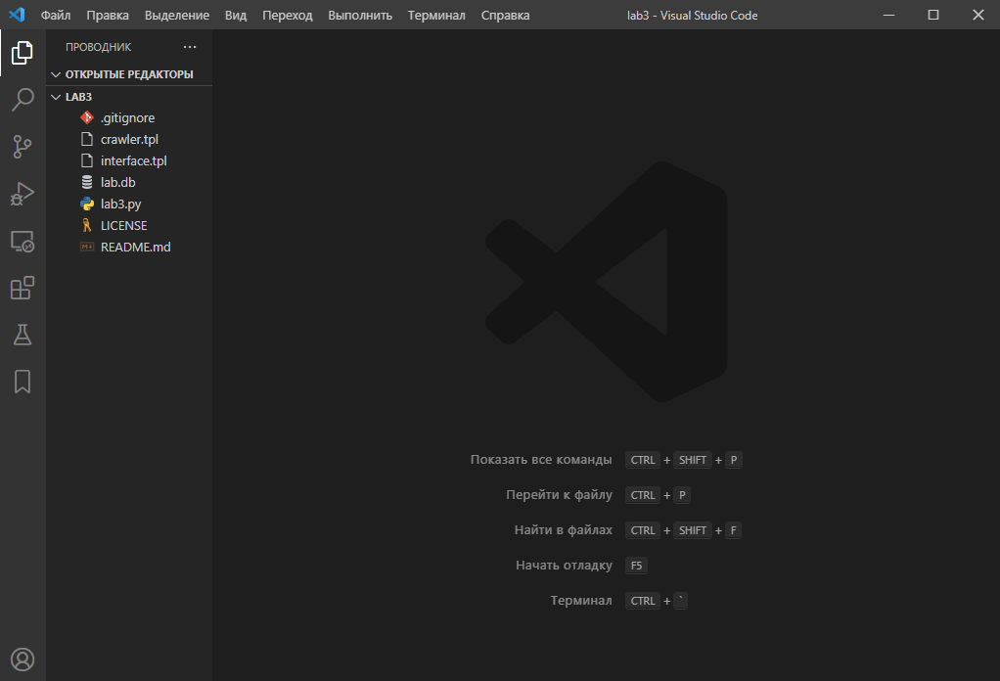 Файл Правка Выделение Вид Переход Выполнить Терминал Справка lab3 - Visual Studio Code
ПРОВОДНИК
ОТКРЫТЫЕ РЕДАКТОРЫ
LAB3
.gitignore
crawler.tpl
interface.tpl
lab.db
lab3.py
LICENSE
README.md
Показать все команды CTRL + SHIFT + P
Перейти к файлу CTRL + P
Найти в файлах CTRL + SHIFT + F
Начать отладку F5
Терминал CTRL + `